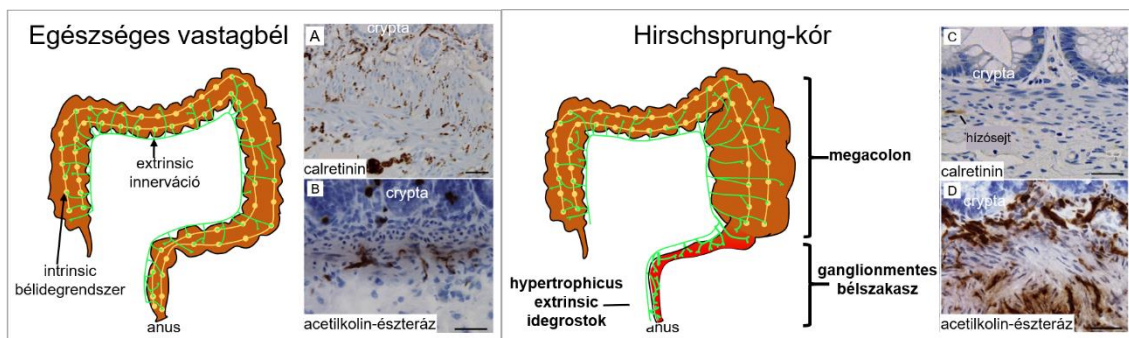 Egészséges vastagbél
A
crypta
calretinin
B
crypta
acetilkolin-észteráz
extrinsic
innerváció
intrinsic
bélidegrendszer
anus
Hirschsprung-kór
megacolon
ganglionmentes
bélszakasz
hypertrophicus
extrinsic
idegrostok
anus
C
crypta
hízósejt
calretinin
D
crypta
acetilkolin-észteráz